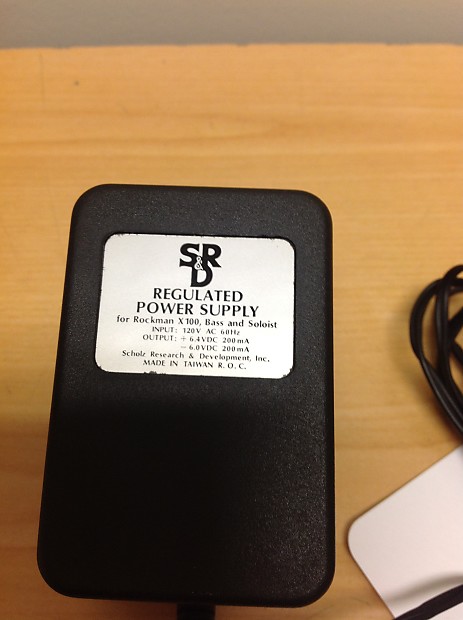 SR
&
D
REGULATED
POWER SUPPLY
for Rockman X100, Bass and Soloist
INPUT: 120V AC 60Hz
OUTPUT: + 6.4VDC 200mA
− 6.0VDC 200mA
Scholz Research & Development, Inc.
MADE IN TAIWAN R. O. C.